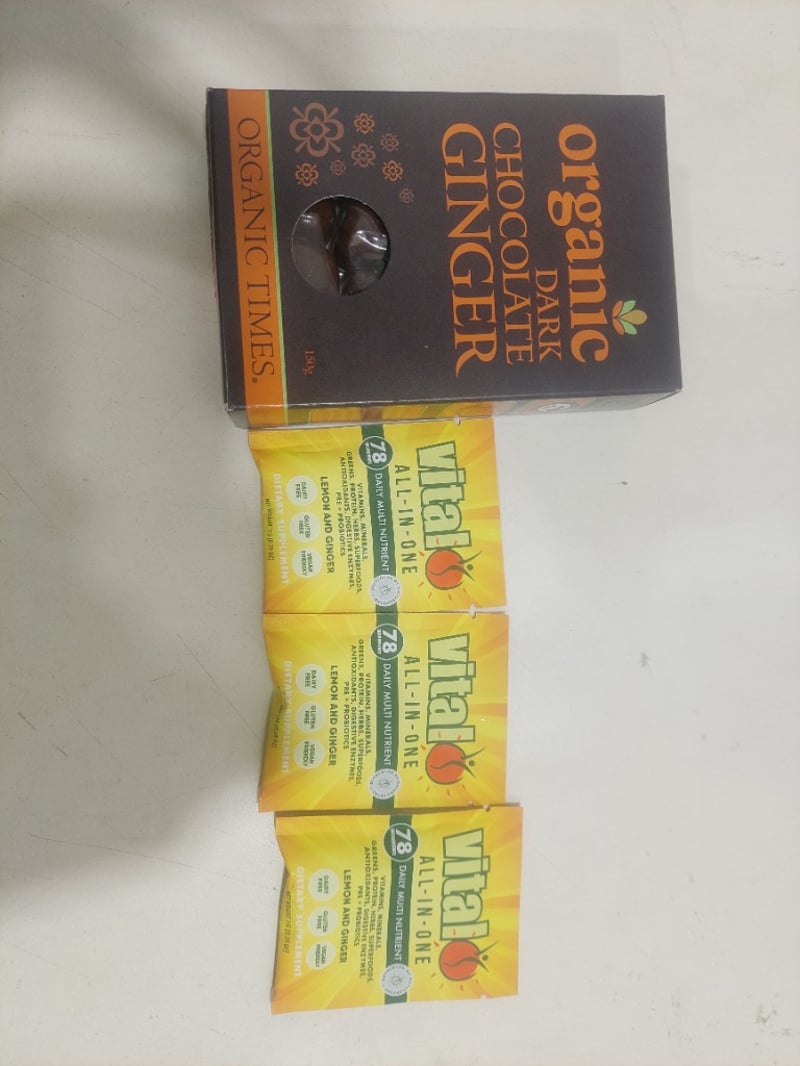 organic
DARK
CHOCOLATE
GINGER
150g
ORGANIC TIMES®
vital
ALL-IN-ONE
78 DAILY MULTI NUTRIENT
VITAMINS, MINERALS,
GREENS, PROTEIN, HERBS, SUPERFOODS,
ANTIOXIDANTS, DIGESTIVE ENZYMES,
PRE + PROBIOTICS
LEMON AND GINGER
DAIRY FREE
GLUTEN FREE
VEGAN FRIENDLY
DIETARY SUPPLEMENT
vital
ALL-IN-ONE
78 DAILY MULTI NUTRIENT
VITAMINS, MINERALS,
GREENS, PROTEIN, HERBS, SUPERFOODS,
ANTIOXIDANTS, DIGESTIVE ENZYMES,
PRE + PROBIOTICS
LEMON AND GINGER
DAIRY FREE
GLUTEN FREE
VEGAN FRIENDLY
DIETARY SUPPLEMENT
vital
ALL-IN-ONE
78 DAILY MULTI NUTRIENT
VITAMINS, MINERALS,
GREENS, PROTEIN, HERBS, SUPERFOODS,
ANTIOXIDANTS, DIGESTIVE ENZYMES,
PRE + PROBIOTICS
LEMON AND GINGER
DAIRY FREE
GLUTEN FREE
VEGAN FRIENDLY
DIETARY SUPPLEMENT